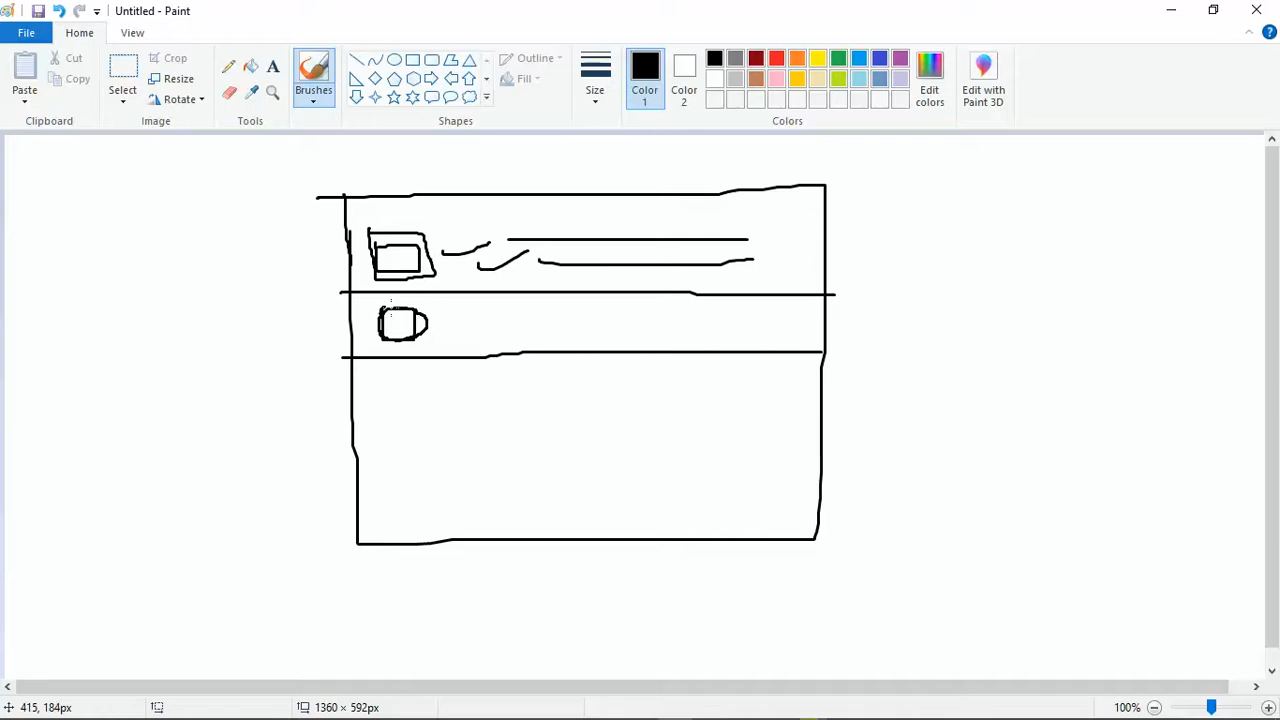 Untitled - Paint
File Home View
Paste
Cut
Copy
Clipboard
Select
Crop
Resize
Rotate
Image
A
Tools
Brushes
Outline
Fill
Shapes
Size
Color 1
Color 2
Edit colors
Colors
Edit with Paint 3D
415, 184px
1360 × 592px
100%